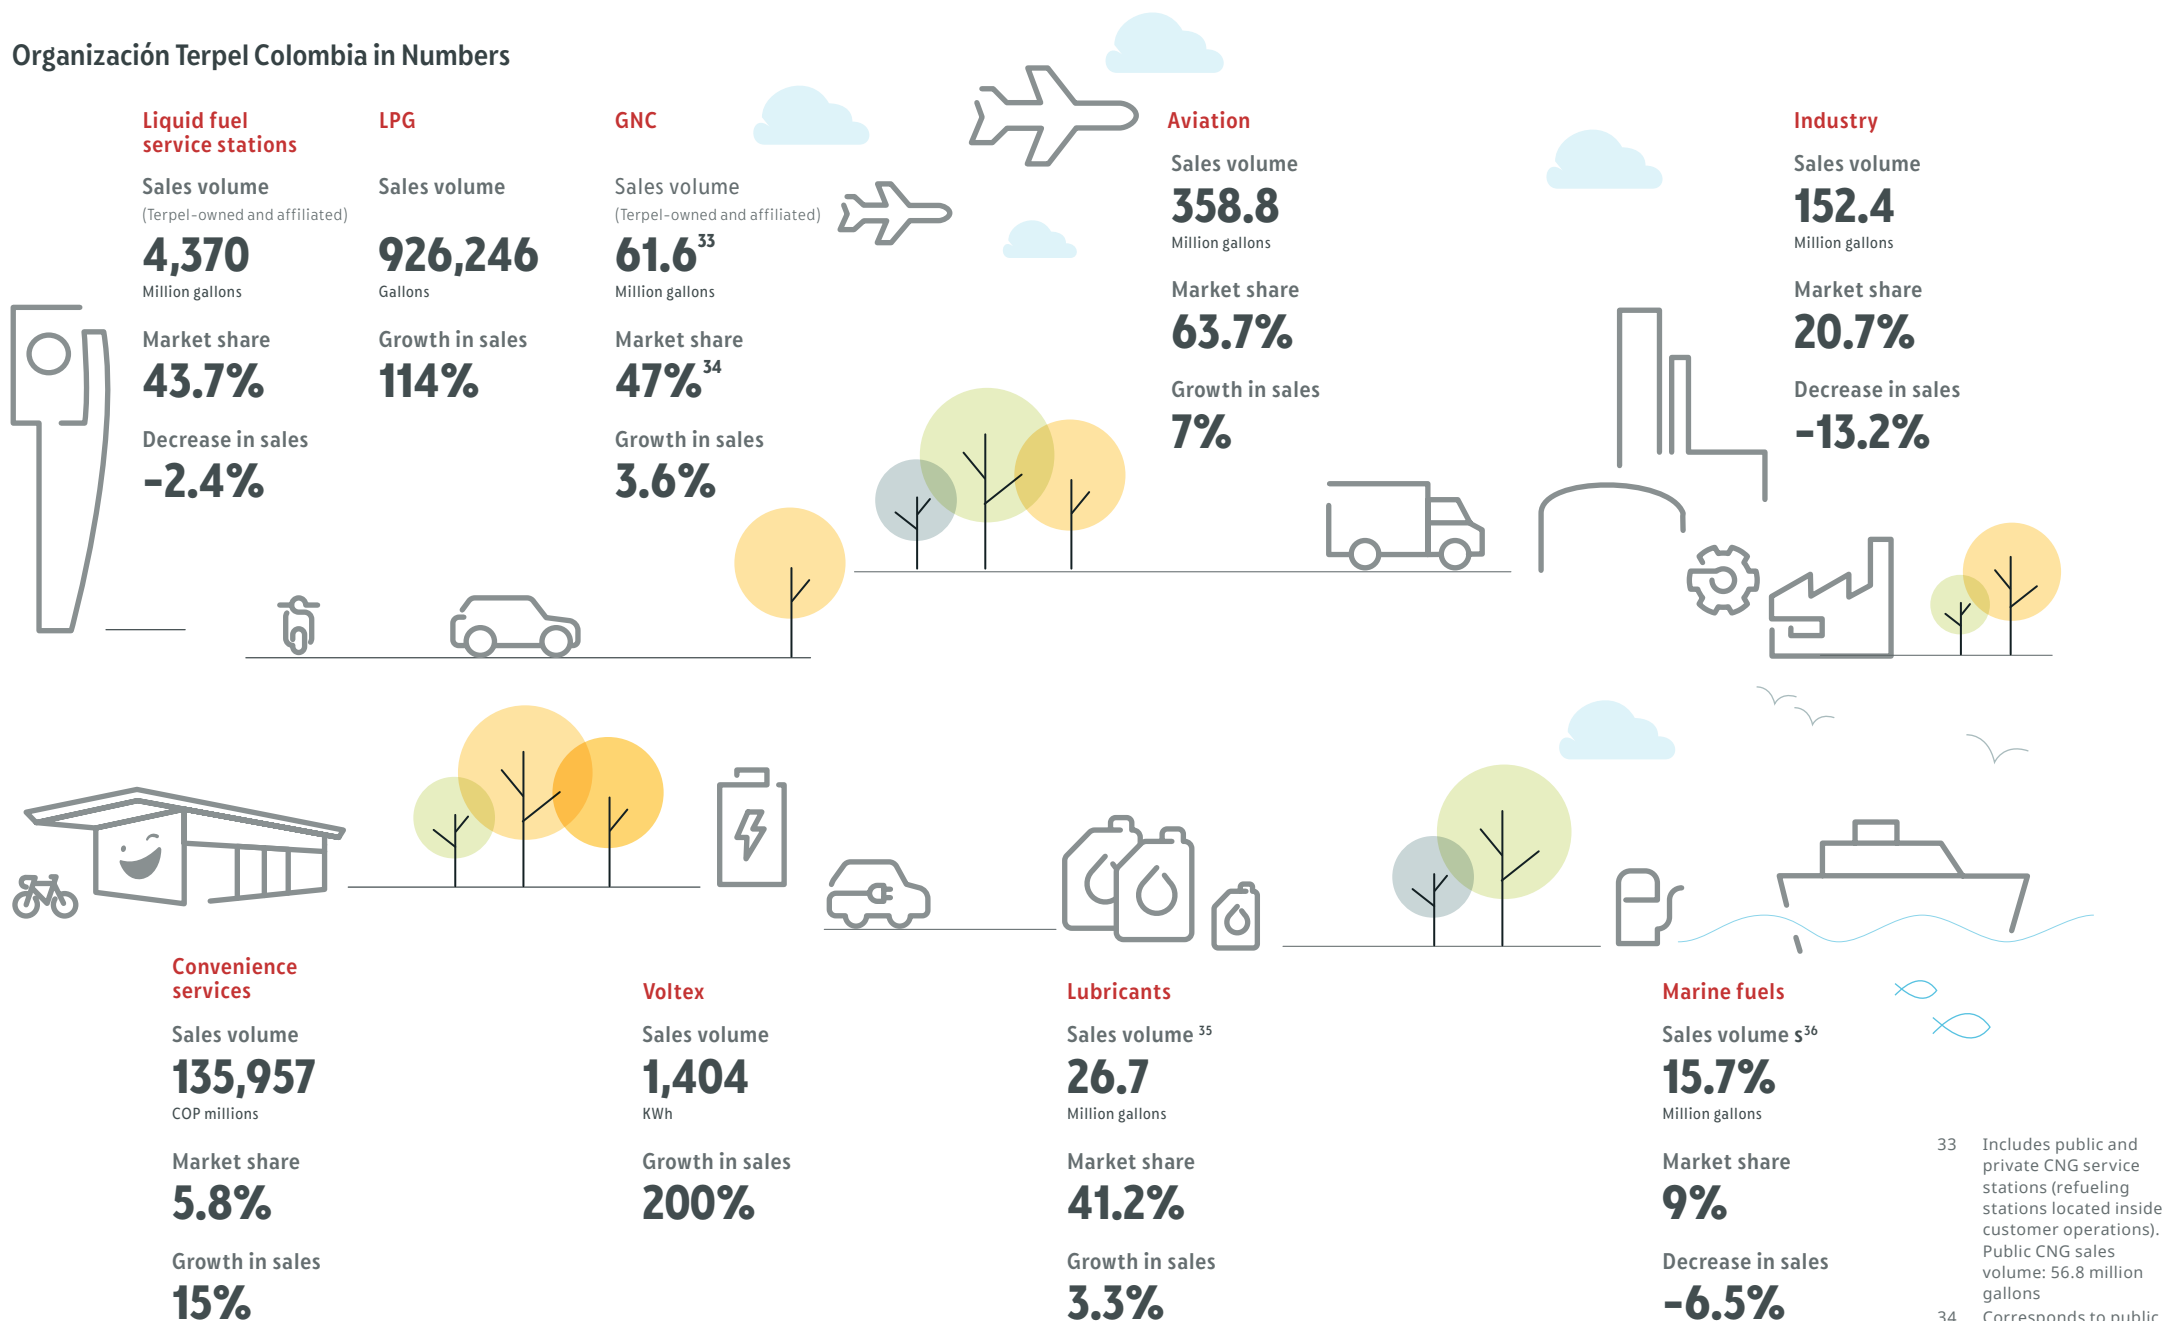 Organización Terpel Colombia in Numbers
Liquid fuel
service stations
Sales volume
(Terpel-owned and affiliated)
4,370
Million gallons
Market share
43.7%
Decrease in sales
-2.4%
LPG
Sales volume
926,246
Gallons
Growth in sales
114%
GNC
Sales volume
(Terpel-owned and affiliated)
61.6 33
Million gallons
Market share
47% 34
Growth in sales
3.6%
Aviation
Sales volume
358.8
Million gallons
Market share
63.7%
Growth in sales
7%
Industry
Sales volume
152.4
Million gallons
Market share
20.7%
Decrease in sales
-13.2%
Convenience
services
Sales volume
135,957
COP millions
Market share
5.8%
Growth in sales
15%
Voltex
Sales volume
1,404
KWh
Growth in sales
200%
Lubricants
Sales volume 35
26.7
Million gallons
Market share
41.2%
Growth in sales
3.3%
Marine fuels
Sales volume s36
15.7%
Million gallons
Market share
9%
Decrease in sales
-6.5%
33 Includes public and
private CNG service
stations (refueling
stations located inside
customer operations).
Public CNG sales
volume: 56.8 million
gallons
34 Corresponds to public